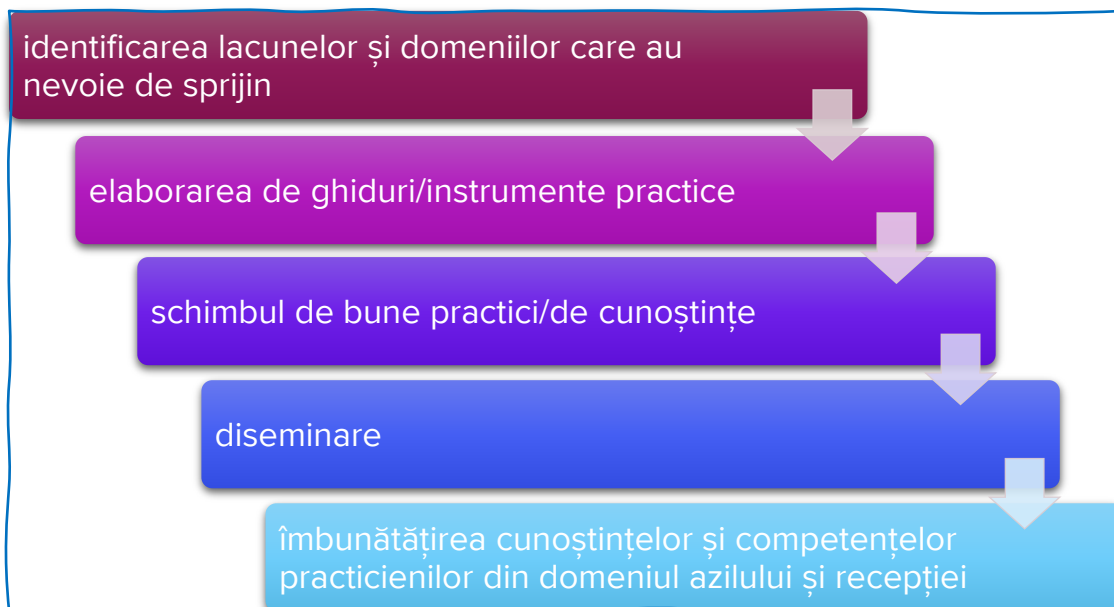 identificarea lacunelor și domeniilor care au
nevoie de sprijin
elaborarea de ghiduri/instrumente practice
schimbul de bune practici/de cunoștințe
diseminare
îmbunătățirea cunoștințelor și competențelor
practicienilor din domeniul azilului și recepției